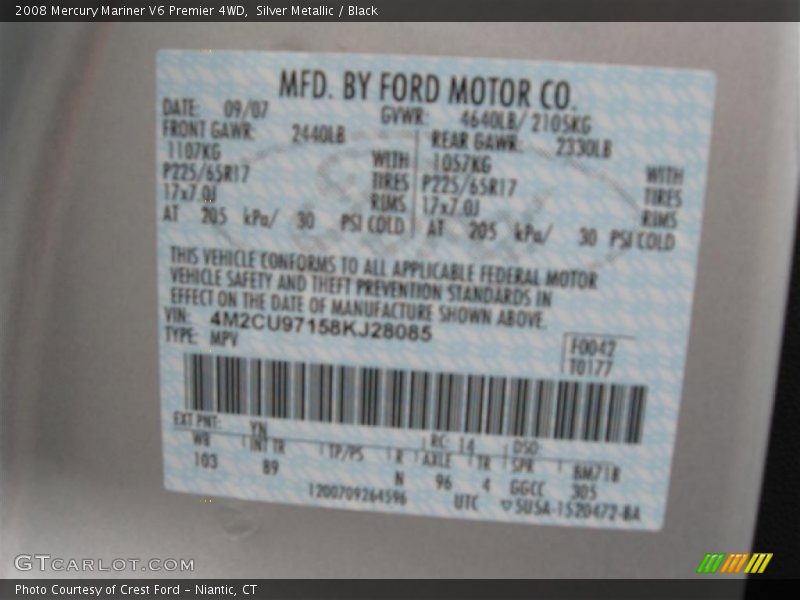 2008 Mercury Mariner V6 Premier 4WD,  Silver Metallic / Black
MFD. BY FORD MOTOR CO.
DATE: 09/07 GVWR: 4640LB/ 2105KG
FRONT GAWR: 2440LB REAR GAWR: 2330LB
1107KG WITH 1057KG WITH
P225/65R17 TIRES P225/65R17 TIRES
17x7.0J RIMS 17x7.0J RIMS
AT 205 kPa/ 30 PSI COLD AT 205 kPa/ 30 PSI COLD
THIS VEHICLE CONFORMS TO ALL APPLICABLE FEDERAL MOTOR
VEHICLE SAFETY AND THEFT PREVENTION STANDARDS IN
EFFECT ON THE DATE OF MANUFACTURE SHOWN ABOVE.
VIN: 4M2CU97158KJ28085
TYPE: MPV
F0042
T0177
EXT PNT: YN RC: 14 DSO:
WB INT TR TP/PS R AXLE TR SPR BM71B
103 89 N 96 4 GGCC 305
1200709264596 UTC ▽5U5A-1520472-BA
GTCARLOT.COM
Photo Courtesy of Crest Ford - Niantic, CT